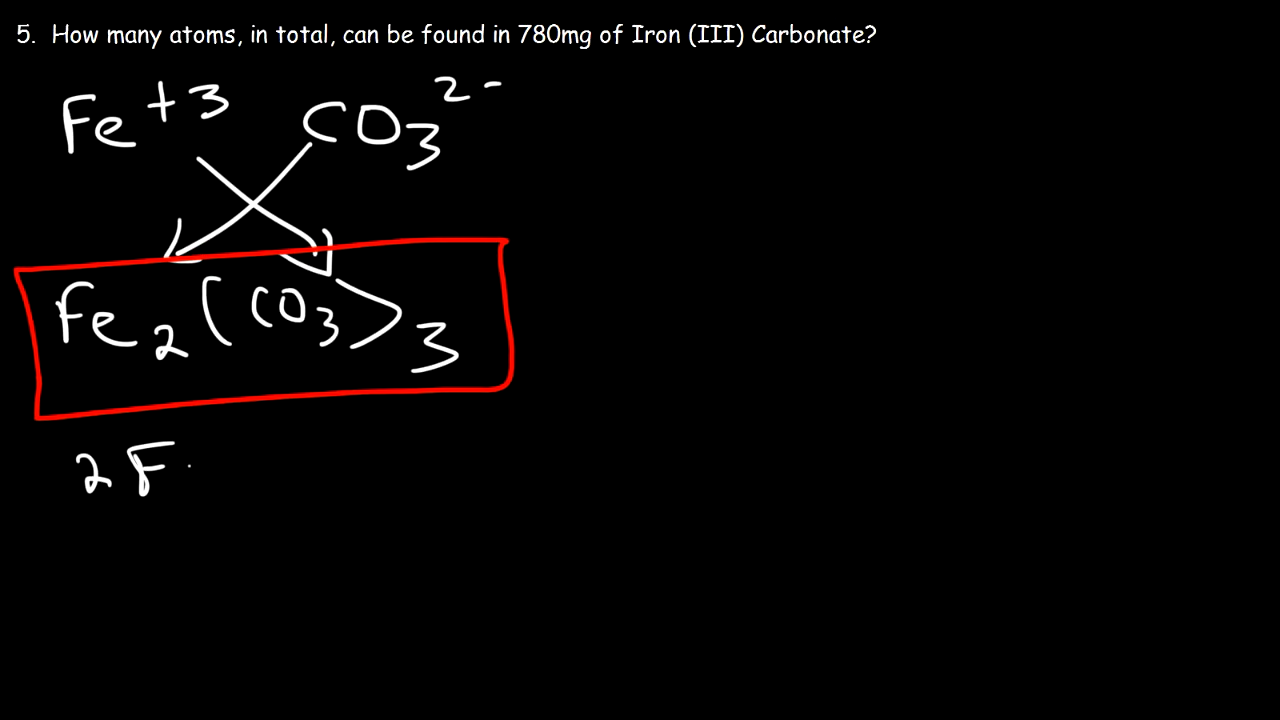 5. How many atoms, in total, can be found in 780mg of Iron (III) Carbonate?
Fe +3 CO3 2-
Fe2(CO3)3
2 F